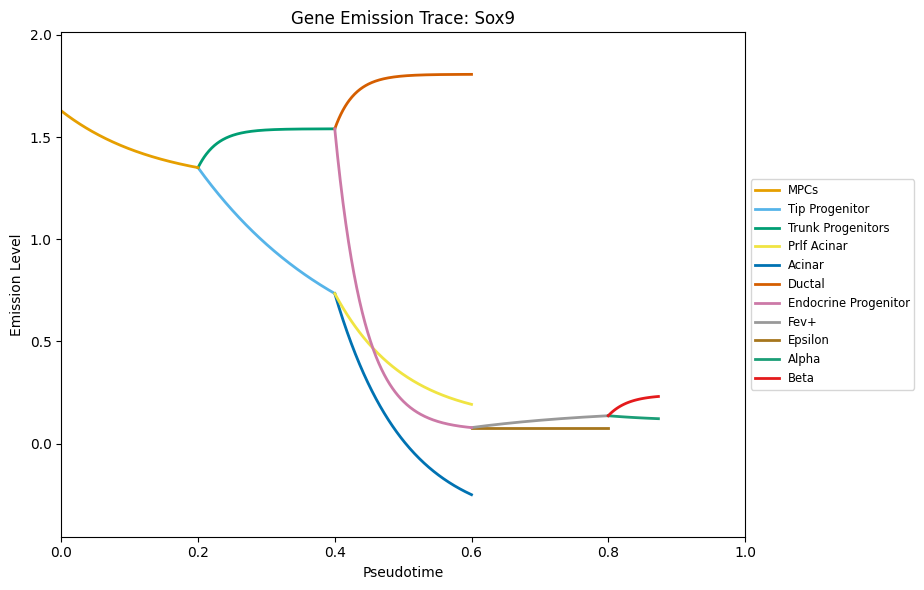 Gene Emission Trace: Sox9
2.0
1.5
1.0
0.5
0.0
Emission Level
0.0 0.2 0.4 0.6 0.8 1.0
Pseudotime
MPCs
Tip Progenitor
Trunk Progenitors
Prlf Acinar
Acinar
Ductal
Endocrine Progenitor
Fev+
Epsilon
Alpha
Beta